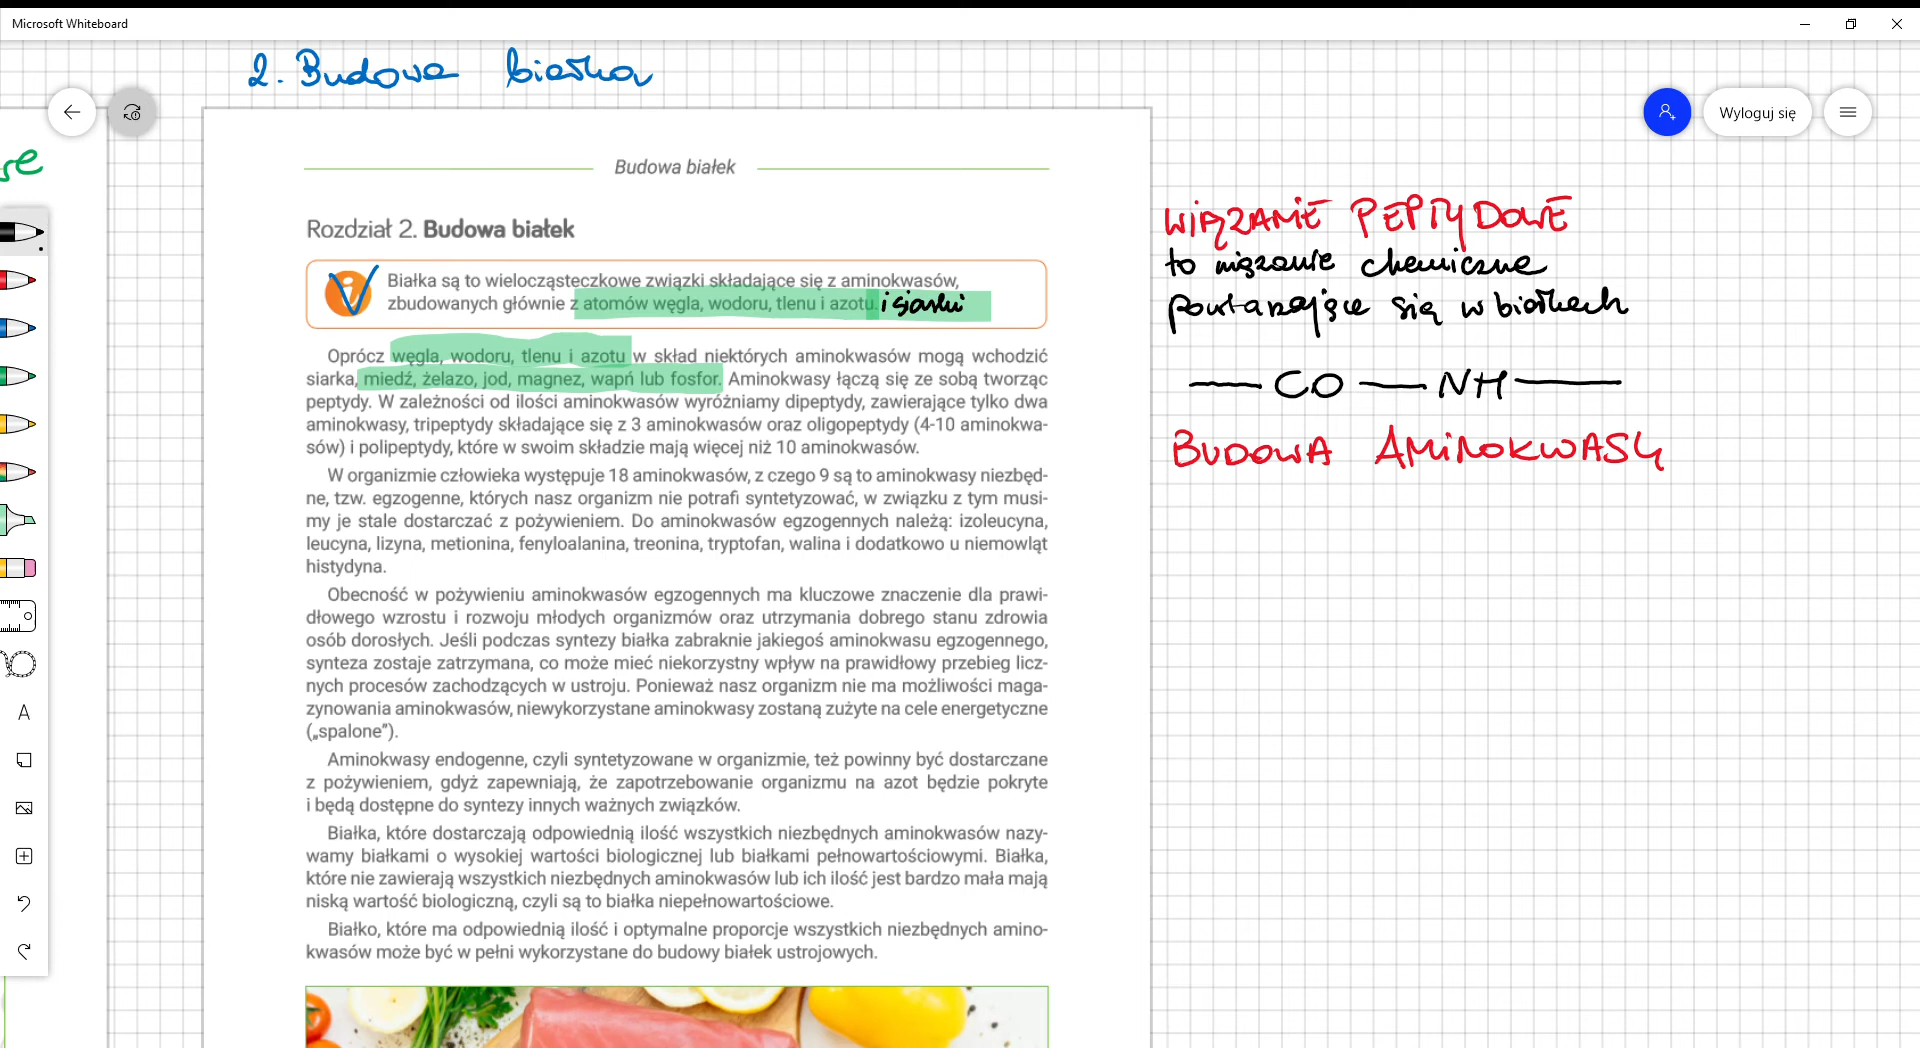 Microsoft Whiteboard
2. Budowa białka
Wyloguj się
Budowa białek
Rozdział 2. Budowa białek
Białka są to wielocząsteczkowe związki składające się z aminokwasów,
zbudowanych głównie z atomów węgla, wodoru, tlenu i azotu. i siarki
Oprócz węgla, wodoru, tlenu i azotu w skład niektórych aminokwasów mogą wchodzić
siarka, miedź, żelazo, jod, magnez, wapń lub fosfor. Aminokwasy łączą się ze sobą tworząc
peptydy. W zależności od ilości aminokwasów wyróżniamy dipeptydy, zawierające tylko dwa
aminokwasy, tripeptydy składające się z 3 aminokwasów oraz oligopeptydy (4-10 aminokwa-
sów) i polipeptydy, które w swoim składzie mają więcej niż 10 aminokwasów.
W organizmie człowieka występuje 18 aminokwasów, z czego 9 są to aminokwasy niezbęd-
ne, tzw. egzogenne, których nasz organizm nie potrafi syntetyzować, w związku z tym musi-
my je stale dostarczać z pożywieniem. Do aminokwasów egzogennych należą: izoleucyna,
leucyna, lizyna, metionina, fenyloalanina, treonina, tryptofan, walina i dodatkowo u niemowląt
histydyna.
Obecność w pożywieniu aminokwasów egzogennych ma kluczowe znaczenie dla prawi-
dłowego wzrostu i rozwoju młodych organizmów oraz utrzymania dobrego stanu zdrowia
osób dorosłych. Jeśli podczas syntezy białka zabraknie jakiegoś aminokwasu egzogennego,
synteza zostaje zatrzymana, co może mieć niekorzystny wpływ na prawidłowy przebieg licz-
nych procesów zachodzących w ustroju. Ponieważ nasz organizm nie ma możliwości maga-
zynowania aminokwasów, niewykorzystane aminokwasy zostaną zużyte na cele energetyczne
(„spalone”).
Aminokwasy endogenne, czyli syntetyzowane w organizmie, też powinny być dostarczane
z pożywieniem, gdyż zapewniają, że zapotrzebowanie organizmu na azot będzie pokryte
i będą dostępne do syntezy innych ważnych związków.
Białka, które dostarczają odpowiednią ilość wszystkich niezbędnych aminokwasów nazy-
wamy białkami o wysokiej wartości biologicznej lub białkami pełnowartościowymi. Białka,
które nie zawierają wszystkich niezbędnych aminokwasów lub ich ilość jest bardzo mała mają
niską wartość biologiczną, czyli są to białka niepełnowartościowe.
Białko, które ma odpowiednią ilość i optymalne proporcje wszystkich niezbędnych amino-
kwasów może być w pełni wykorzystane do budowy białek ustrojowych.
WIĄZANIE PEPTYDOWE
to wiązanie chemiczne
powtarzające się w białkach
— CO — NH —
BUDOWA AMINOKWASU